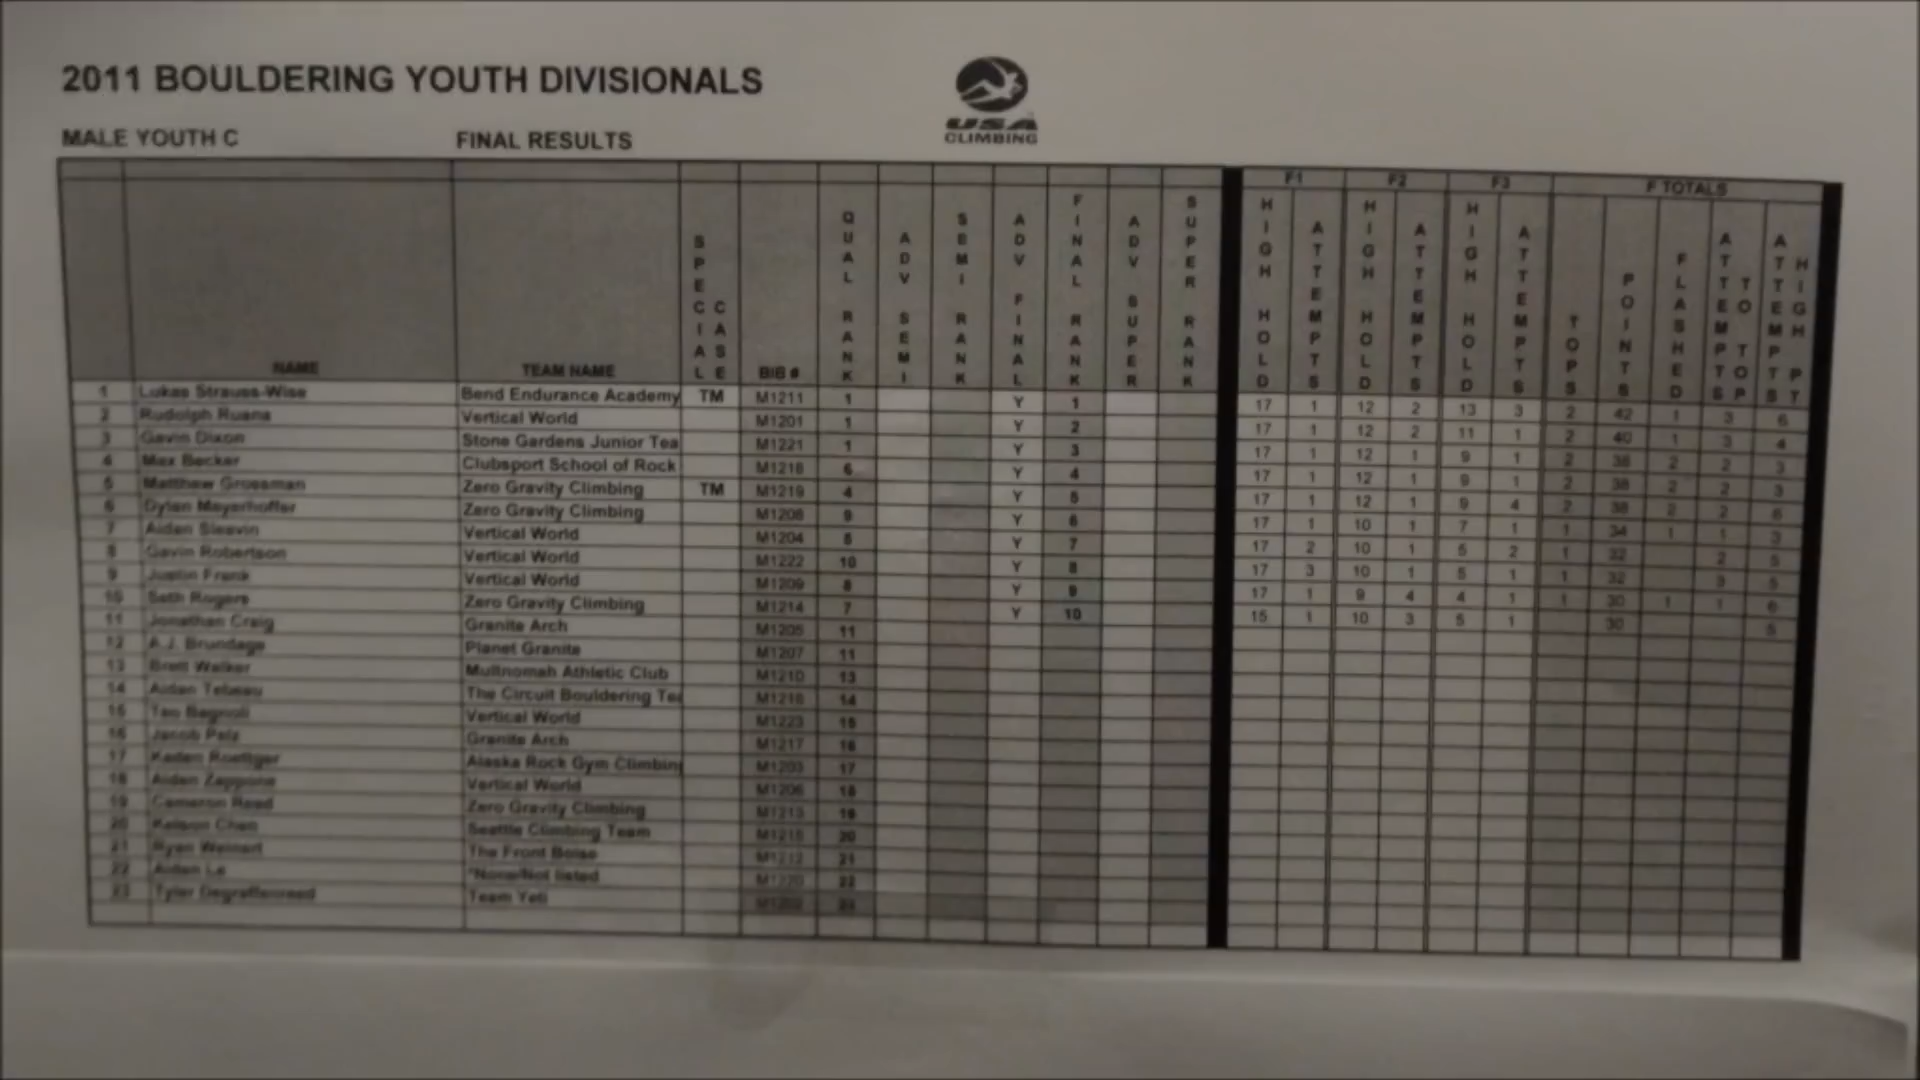 2011 BOULDERING YOUTH DIVISIONALS
USA
CLIMBING
MALE YOUTH C FINAL RESULTS
F1 F2 F3 F TOTALS
NAME TEAM NAME SPECIAL CASE BIB # QUAL RANK ADV SEMI SEMI RANK ADV FINAL FINAL RANK ADV SUPER SUPER RANK HIGH HOLD ATTEMPTS HIGH HOLD ATTEMPTS HIGH HOLD ATTEMPTS TOPS POINTS FLASHED ATTEMPTS TO TOP ATTEMPTS HIGH PT
1 Lukas Strauss-Wise Bend Endurance Academy TM M1211 1 Y 1 17 1 12 2 13 3 2 42 1 3 6
2 Rudolph Ruana Vertical World M1201 1 Y 2 17 1 12 2 11 1 2 40 1 3 4
3 Gavin Dixon Stone Gardens Junior Tea M1221 1 Y 3 17 1 12 1 9 1 2 38 2 2 3
4 Max Becker Clubsport School of Rock M1218 6 Y 4 17 1 12 1 9 1 2 38 2 2 3
5 Matthew Grossman Zero Gravity Climbing TM M1219 4 Y 5 17 1 12 1 9 4 2 38 2 2 6
6 Dylan Mayerhoffer Zero Gravity Climbing M1208 9 Y 6 17 1 10 1 7 1 1 34 1 1 3
7 Aidan Sleavin Vertical World M1204 5 Y 7 17 2 10 1 5 2 1 32 2 5
8 Gavin Robertson Vertical World M1222 10 Y 8 17 3 10 1 5 1 1 32 3 5
9 Justin Frank Vertical World M1209 8 Y 9 17 1 9 4 4 1 1 30 1 1 6
10 Seth Rogers Zero Gravity Climbing M1214 7 Y 10 15 1 10 3 5 1 30 5
11 Jonathan Craig Granite Arch M1205 11
12 A.J. Brundage Planet Granite M1207 11
13 Brett Walker Multnomah Athletic Club M1210 13
14 Aidan The Circuit Bouldering Tea 14
15 Vertical World M1223 15
16 Jacob Granite Arch M1217 16
17 Kaden Roettger Alaska Rock Gym Climbing M1203 17
18 Aidan Zappone Vertical World M1206 18
19 Cameron Reed Zero Gravity Climbing M1213 19
20 Chen Seattle Climbing Team M1215 20
21 Ryan The Front Boise M1212 21
22 Aidan *None/Not listed M1220 22
23 Tyler Degraffenreed Team Yeti